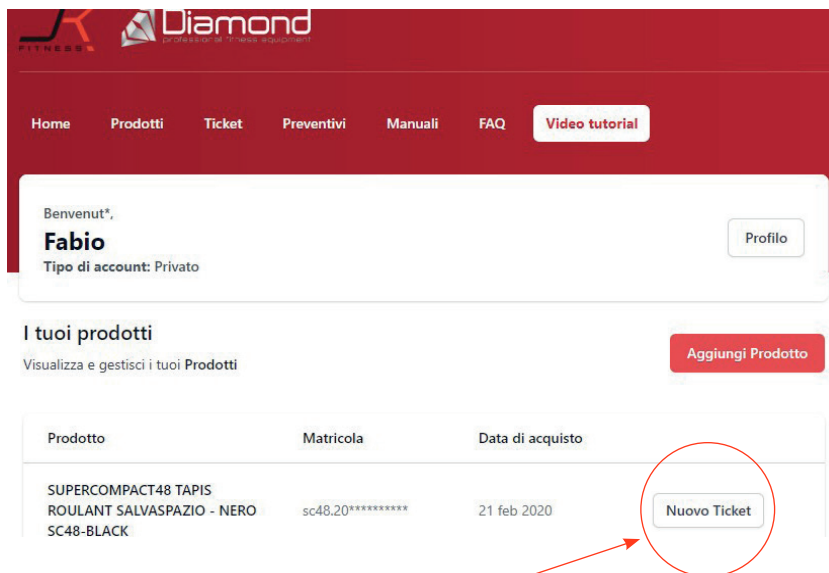 JK
FITNESS
Diamond
professional fitness equipment
Home Prodotti Ticket Preventivi Manuali FAQ Video tutorial
Benvenut*,
Fabio
Tipo di account: Privato
Profilo
I tuoi prodotti
Visualizza e gestisci i tuoi Prodotti
Aggiungi Prodotto
Prodotto Matricola Data di acquisto
SUPERCOMPACT48 TAPIS
ROULANT SALVASPAZIO - NERO
SC48-BLACK
sc48.20**********
21 feb 2020
Nuovo Ticket